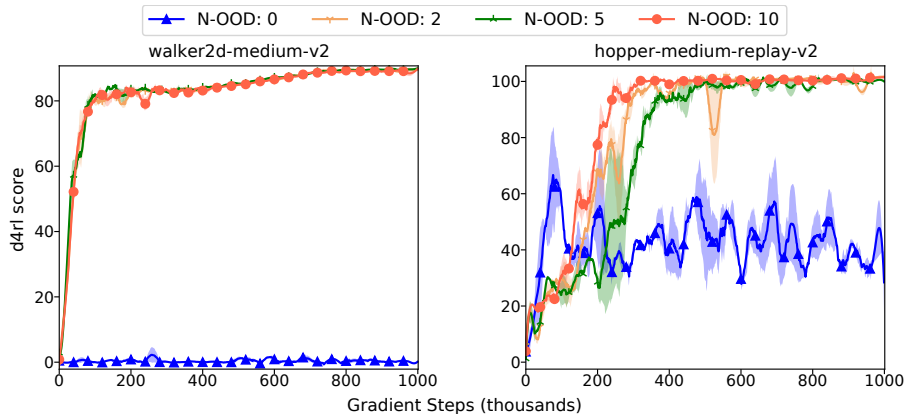 N-OOD: 0 N-OOD: 2 N-OOD: 5 N-OOD: 10
walker2d-medium-v2 hopper-medium-replay-v2
d4rl score
80
60
40
20
0
0 200 400 600 800 1000
100
80
60
40
20
0
0 200 400 600 800 1000
Gradient Steps (thousands)